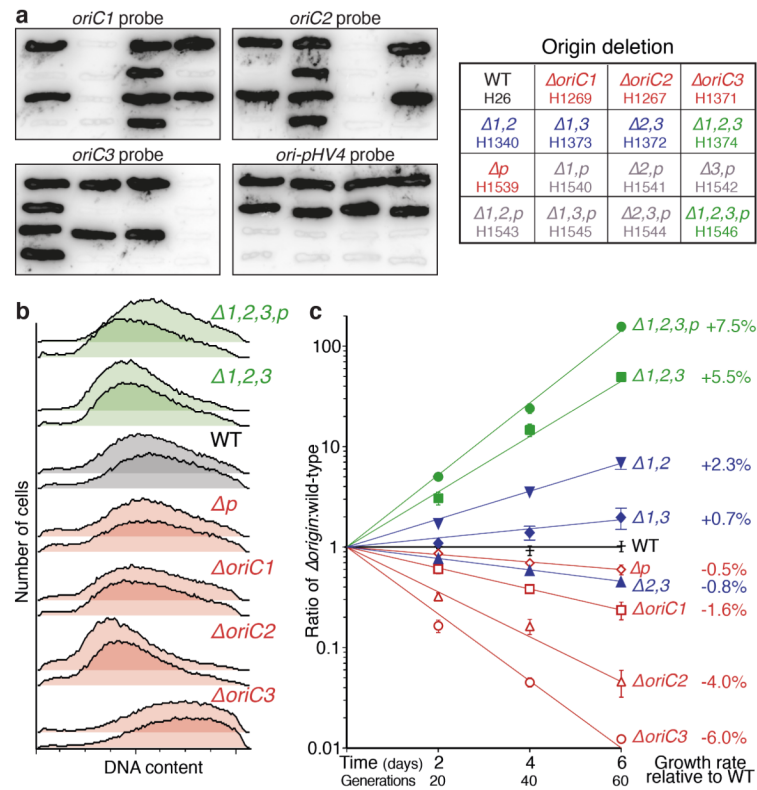 a
oriC1 probe
oriC2 probe
oriC3 probe
ori-pHV4 probe
Origin deletion
WT ΔoriC1 ΔoriC2 ΔoriC3
H26 H1269 H1267 H1371
Δ1,2 Δ1,3 Δ2,3 Δ1,2,3
H1340 H1373 H1372 H1374
Δp Δ1,p Δ2,p Δ3,p
H1539 H1540 H1541 H1542
Δ1,2,p Δ1,3,p Δ2,3,p Δ1,2,3,p
H1543 H1545 H1544 H1546
b
Number of cells
Δ1,2,3,p
Δ1,2,3
WT
Δp
ΔoriC1
ΔoriC2
ΔoriC3
DNA content
c
Ratio of Δorigin:wild-type
100
10
1
0.1
0.01
Δ1,2,3,p +7.5%
Δ1,2,3 +5.5%
Δ1,2 +2.3%
Δ1,3 +0.7%
WT
Δp -0.5%
Δ2,3 -0.8%
ΔoriC1 -1.6%
ΔoriC2 -4.0%
ΔoriC3 -6.0%
Time (days) 2 4 6
Generations 20 40 60
Growth rate
relative to WT